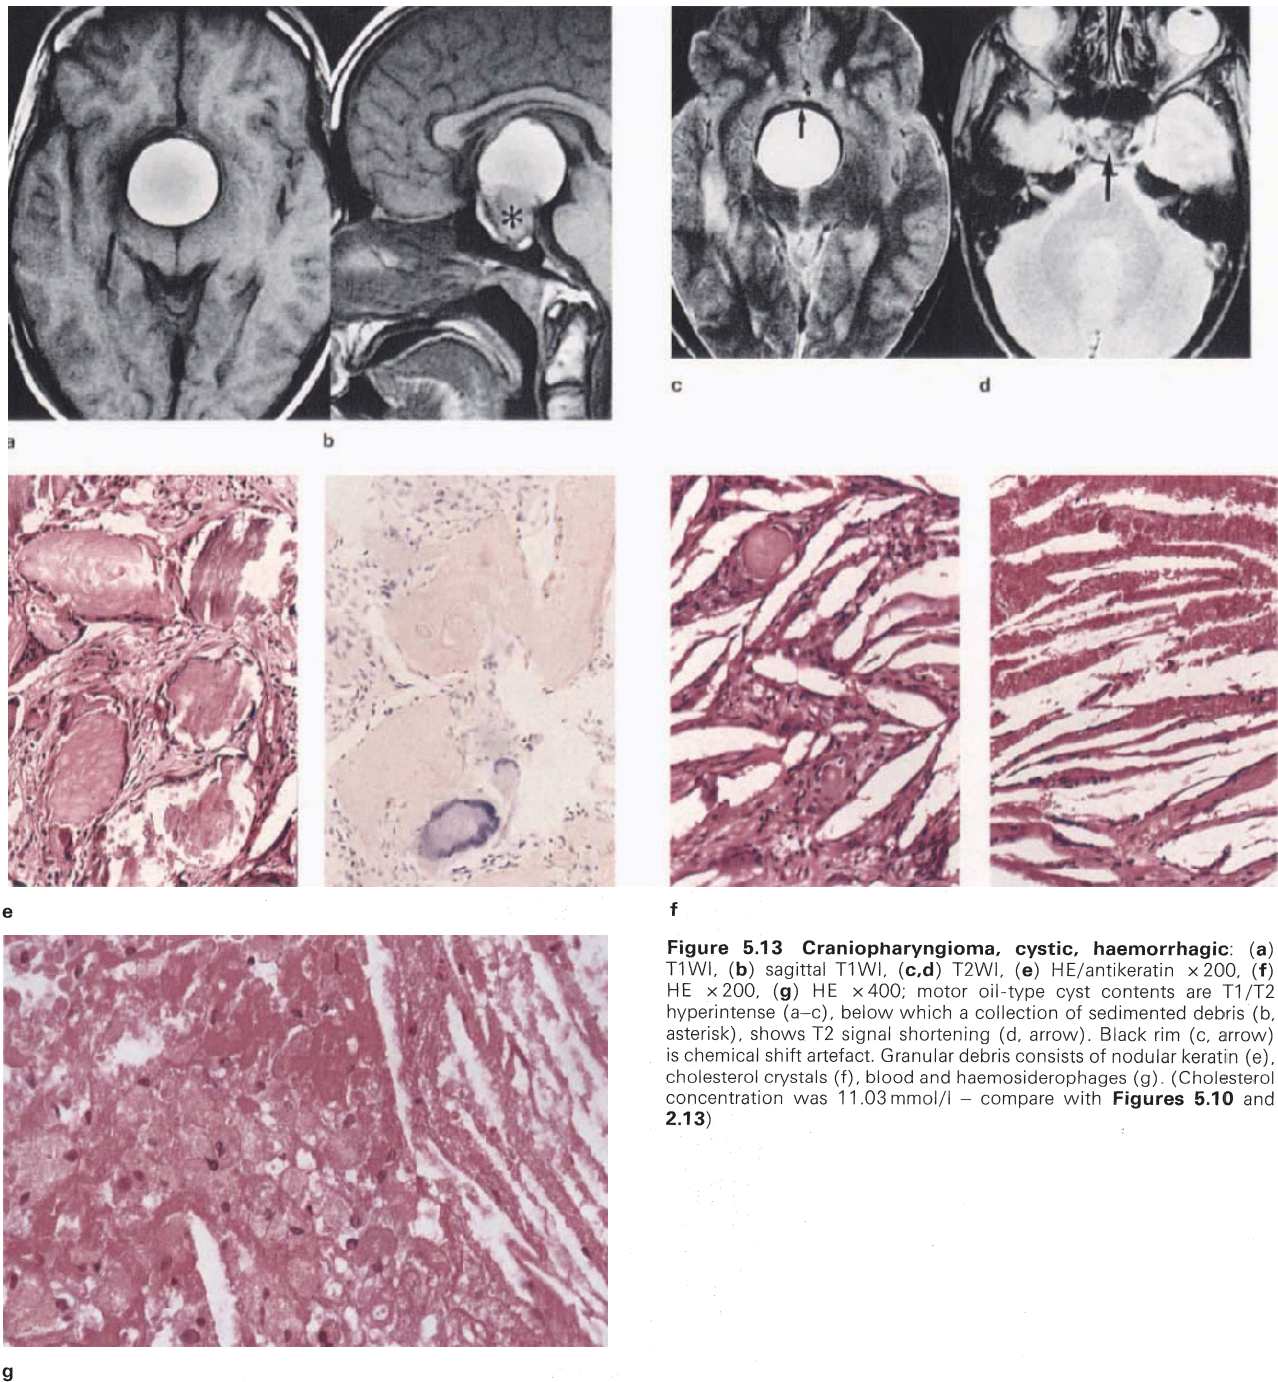 *
a
b
c
d
e
f
Figure 5.13 Craniopharyngioma, cystic, haemorrhagic: (a)
T1WI, (b) sagittal T1WI, (c,d) T2WI, (e) HE/antikeratin ×200, (f)
HE ×200, (g) HE ×400; motor oil-type cyst contents are T1/T2
hyperintense (a–c), below which a collection of sedimented debris (b,
asterisk), shows T2 signal shortening (d, arrow). Black rim (c, arrow)
is chemical shift artefact. Granular debris consists of nodular keratin (e),
cholesterol crystals (f), blood and haemosiderophages (g). (Cholesterol
concentration was 11.03 mmol/l – compare with Figures 5.10 and
2.13)
g